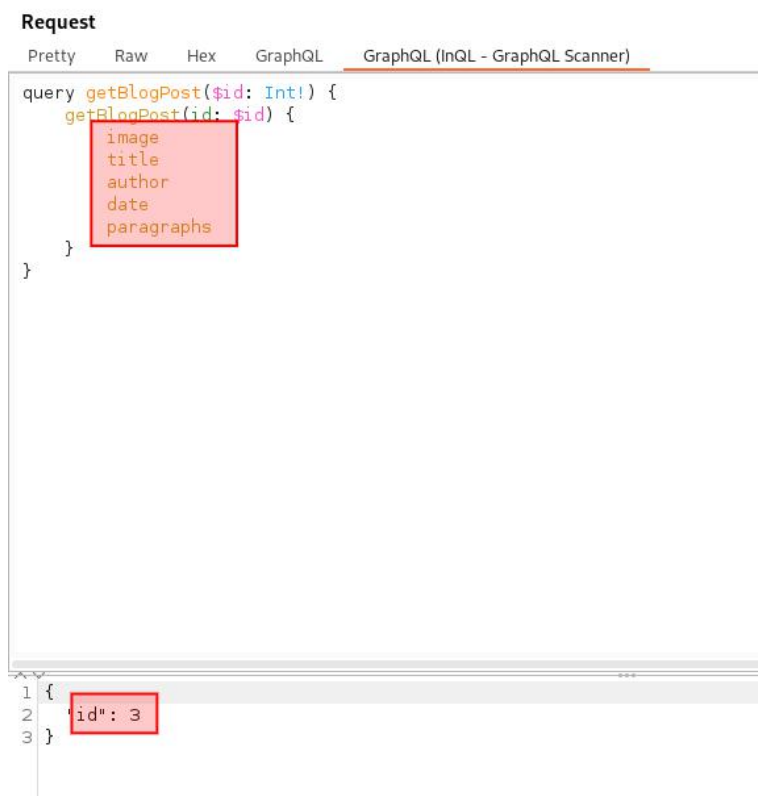 Request
Pretty Raw Hex GraphQL GraphQL (InQL - GraphQL Scanner)
query getBlogPost($id: Int!) {
getBlogPost(id: $id) {
image
title
author
date
paragraphs
}
}
1 {
2 "id": 3
3 }